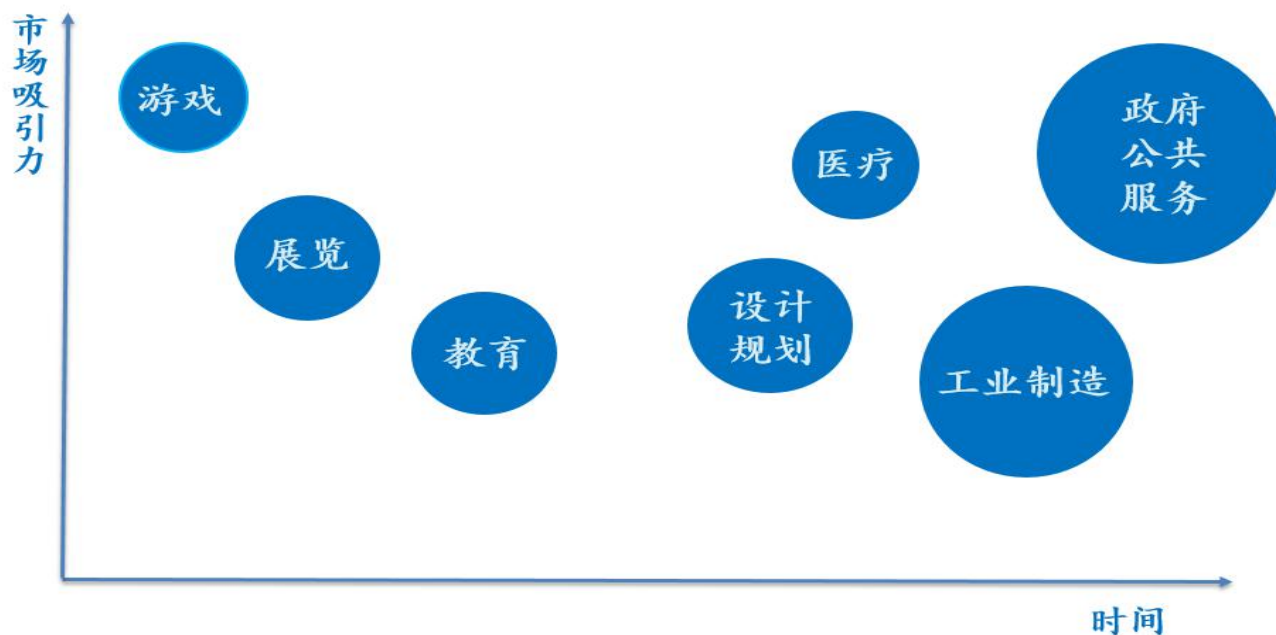 市场吸引力
游戏
展览
教育
设计
规划
医疗
工业制造
政府
公共
服务
时间